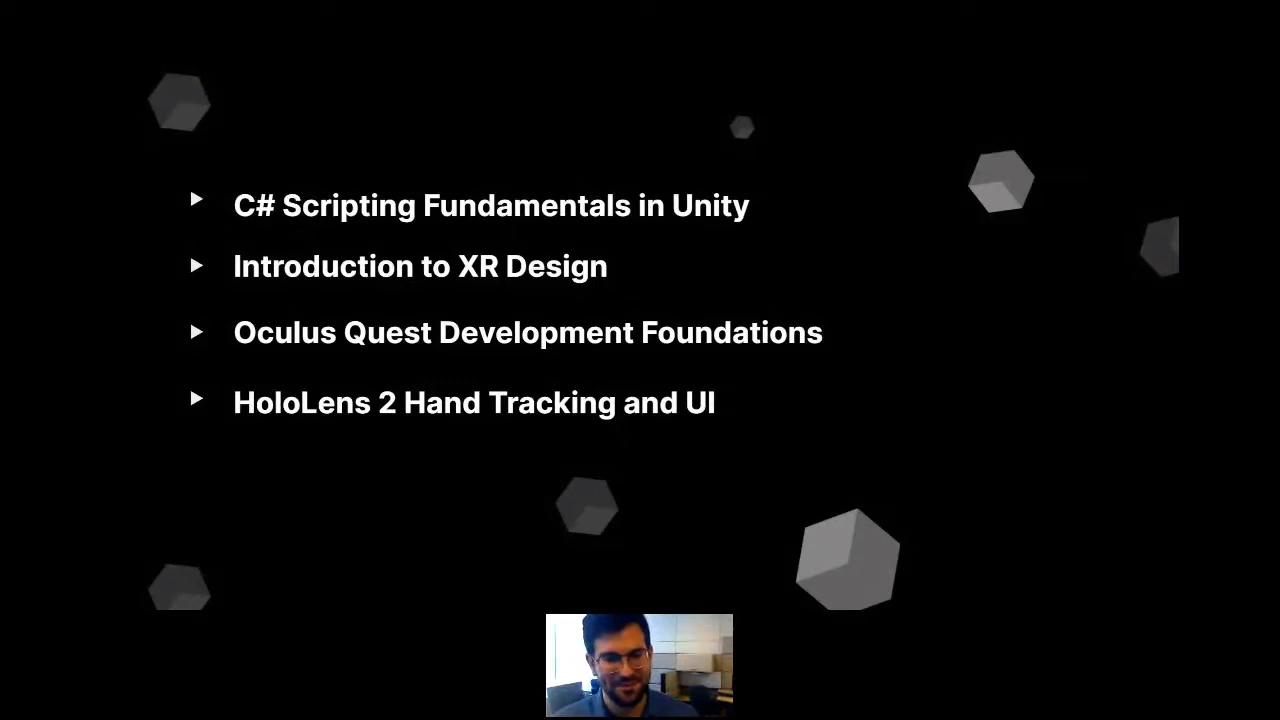 C# Scripting Fundamentals in Unity
Introduction to XR Design
Oculus Quest Development Foundations
HoloLens 2 Hand Tracking and UI